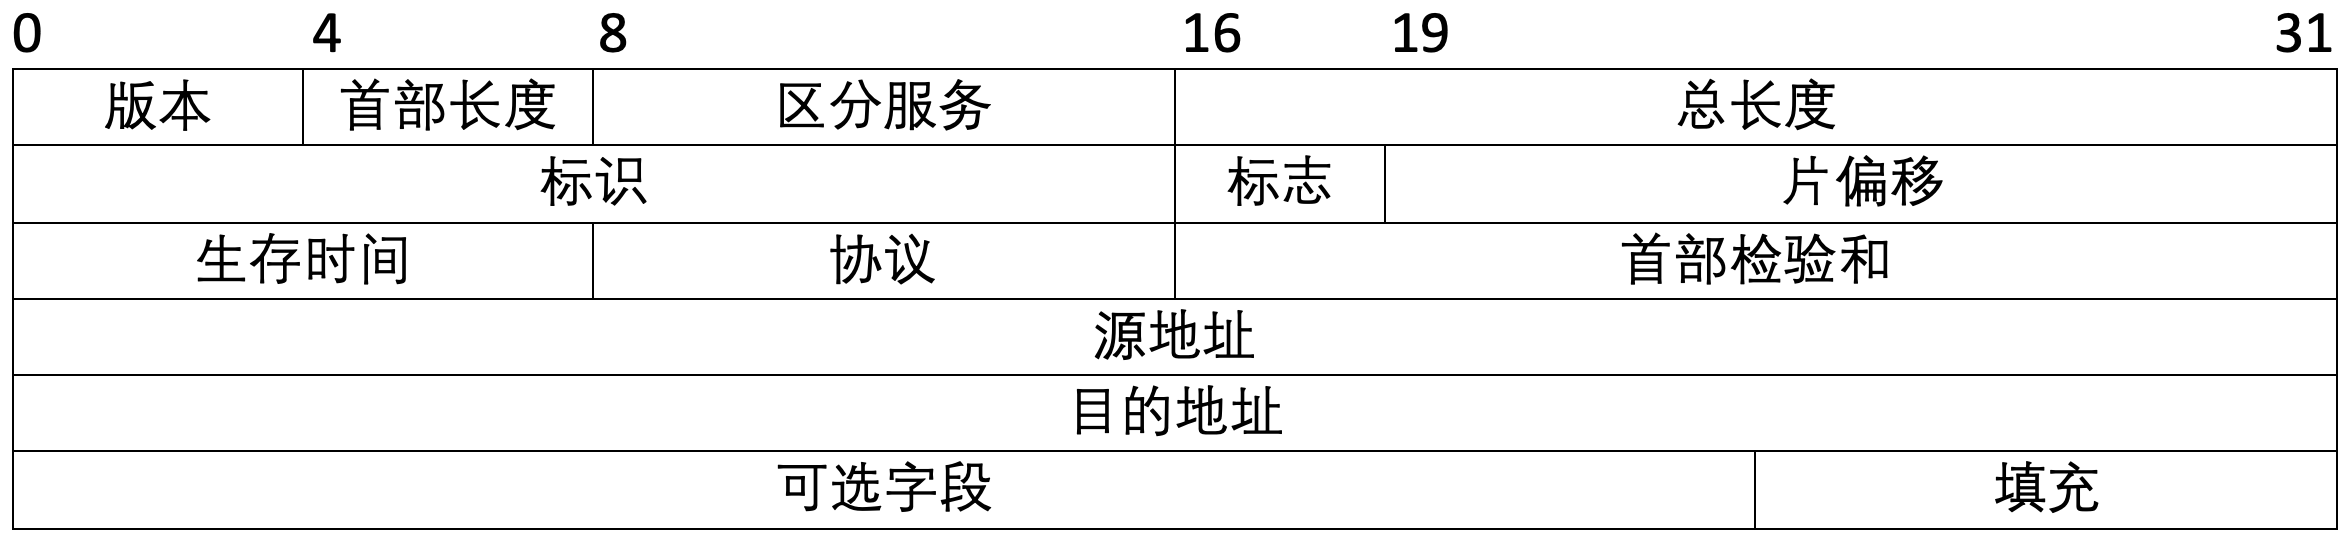 0 4 8 16 19 31
版本 首部长度 区分服务 总长度
标识 标志 片偏移
生存时间 协议 首部检验和
源地址
目的地址
可选字段 填充